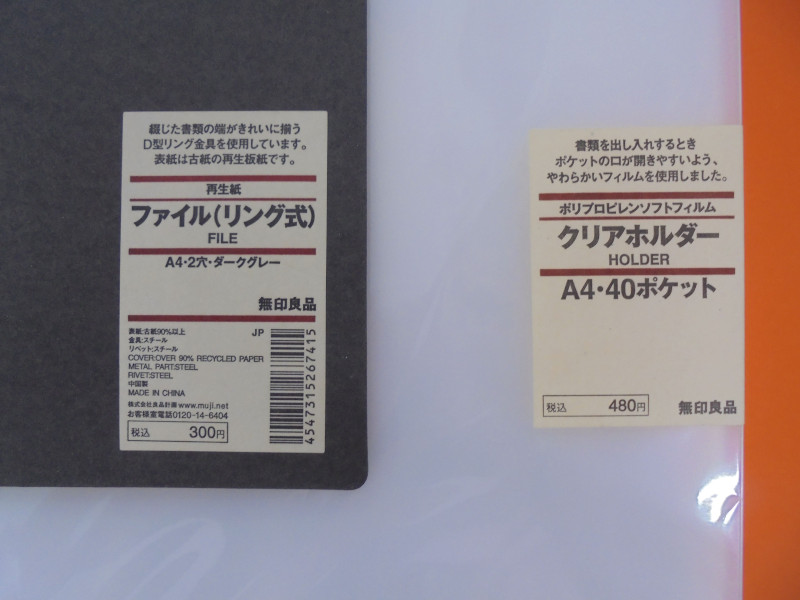 綴じた書類の端がきれいに揃う
D型リング金具を使用しています。
表紙は古紙の再生板紙です。
再生紙
ファイル(リング式)
FILE
A4・2穴・ダークグレー
無印良品
表紙:古紙90%以上
金具:スチール
リベット:スチール
COVER:OVER 90% RECYCLED PAPER
METAL PART:STEEL
RIVET:STEEL
中国製
MADE IN CHINA
株式会社良品計画 www.muji.net
お客様室電話0120-14-6404
税込 300円
JP
4547315267415
書類を出し入れするとき
ポケットの口が開きやすいよう、
やわらかいフィルムを使用しました。
ポリプロピレンソフトフィルム
クリアホルダー
HOLDER
A4・40ポケット
税込 480円
無印良品